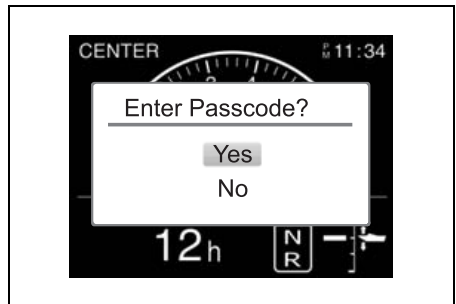 CENTER PM 11:34
Enter Passcode?
Yes
No
12h N R